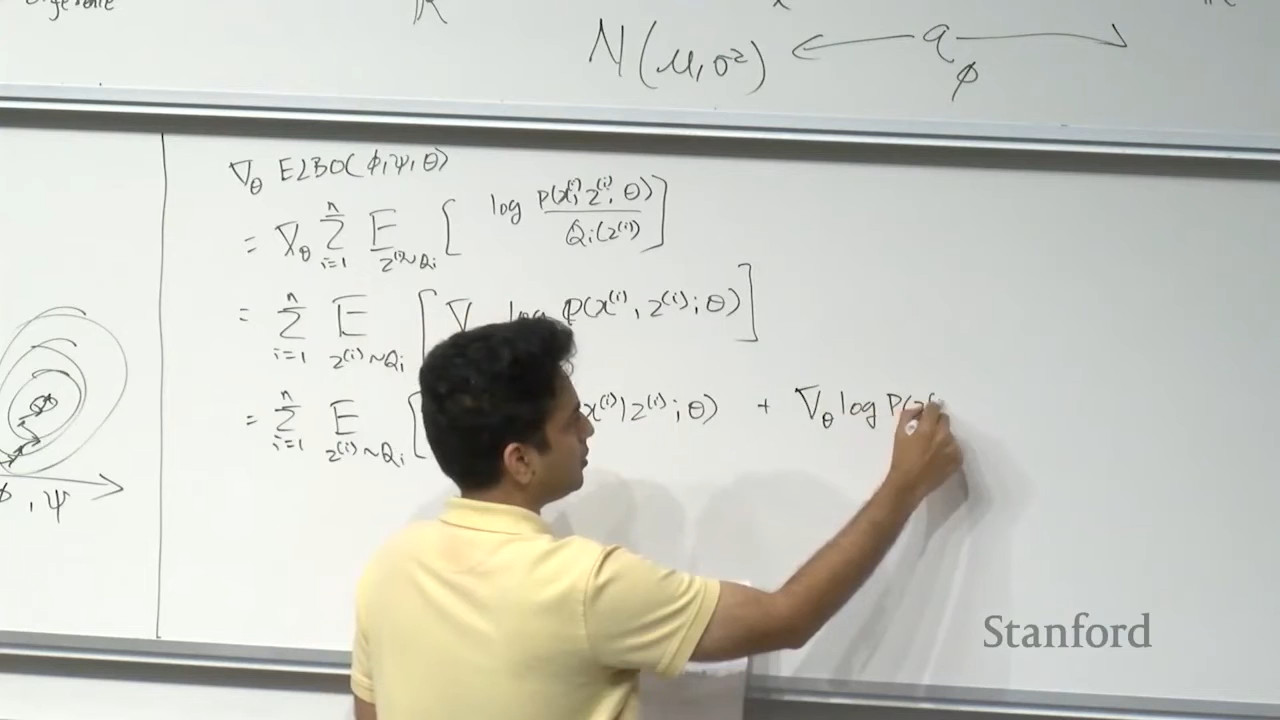 ℝ
N(μ, σ²) ← q_φ →
∇_θ ELBO(φ, ψ, θ)
= ∇_θ Σ_{i=1}^{n} E_{z^{(i)}~Q_i} [ log P(x^{(i)}, z^{(i)}; θ) / Q_i(z^{(i)}) ]
= Σ_{i=1}^{n} E_{z^{(i)}~Q_i} [ ∇ log P(x^{(i)}, z^{(i)}; θ) ]
= Σ_{i=1}^{n} E_{z^{(i)}~Q_i} [ x^{(i)}|z^{(i)}; θ) + ∇_θ log P(z^{(
φ, ψ
Stanford